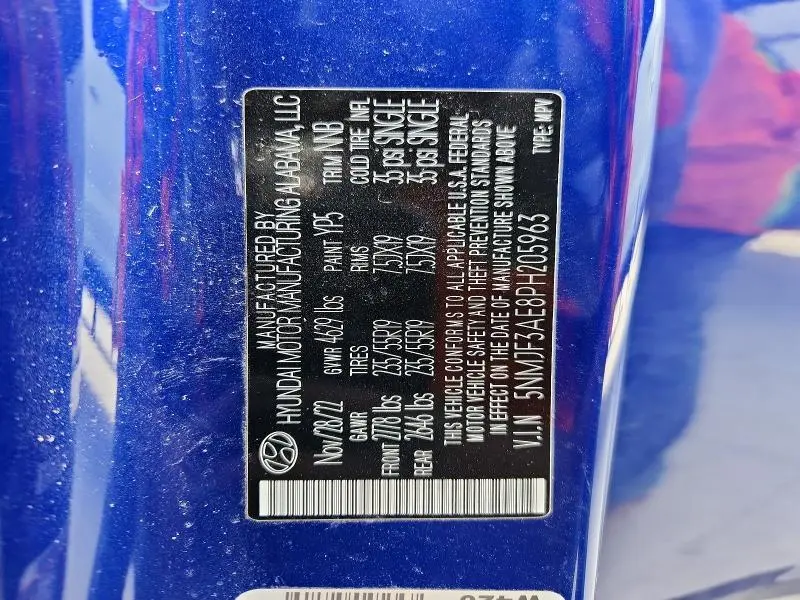 MANUFACTURED BY
HYUNDAI MOTOR MANUFACTURING ALABAMA, LLC
Nov/28/22 GVWR 4629 lbs PAINT YP5 TRIM NNB
GAWR TIRES RIMS COLD TIRE INFL
FRONT 2778 lbs 235/55R19 7.5JX19 35 psi SINGLE
REAR 2646 lbs 235/55R19 7.5JX19 35 psi SINGLE
THIS VEHICLE CONFORMS TO ALL APPLICABLE U.S.A. FEDERAL
MOTOR VEHICLE SAFETY AND THEFT PREVENTION STANDARDS
IN EFFECT ON THE DATE OF MANUFACTURE SHOWN ABOVE
V.I.N 5NMJF3AE8PH205963 TYPE: MPV